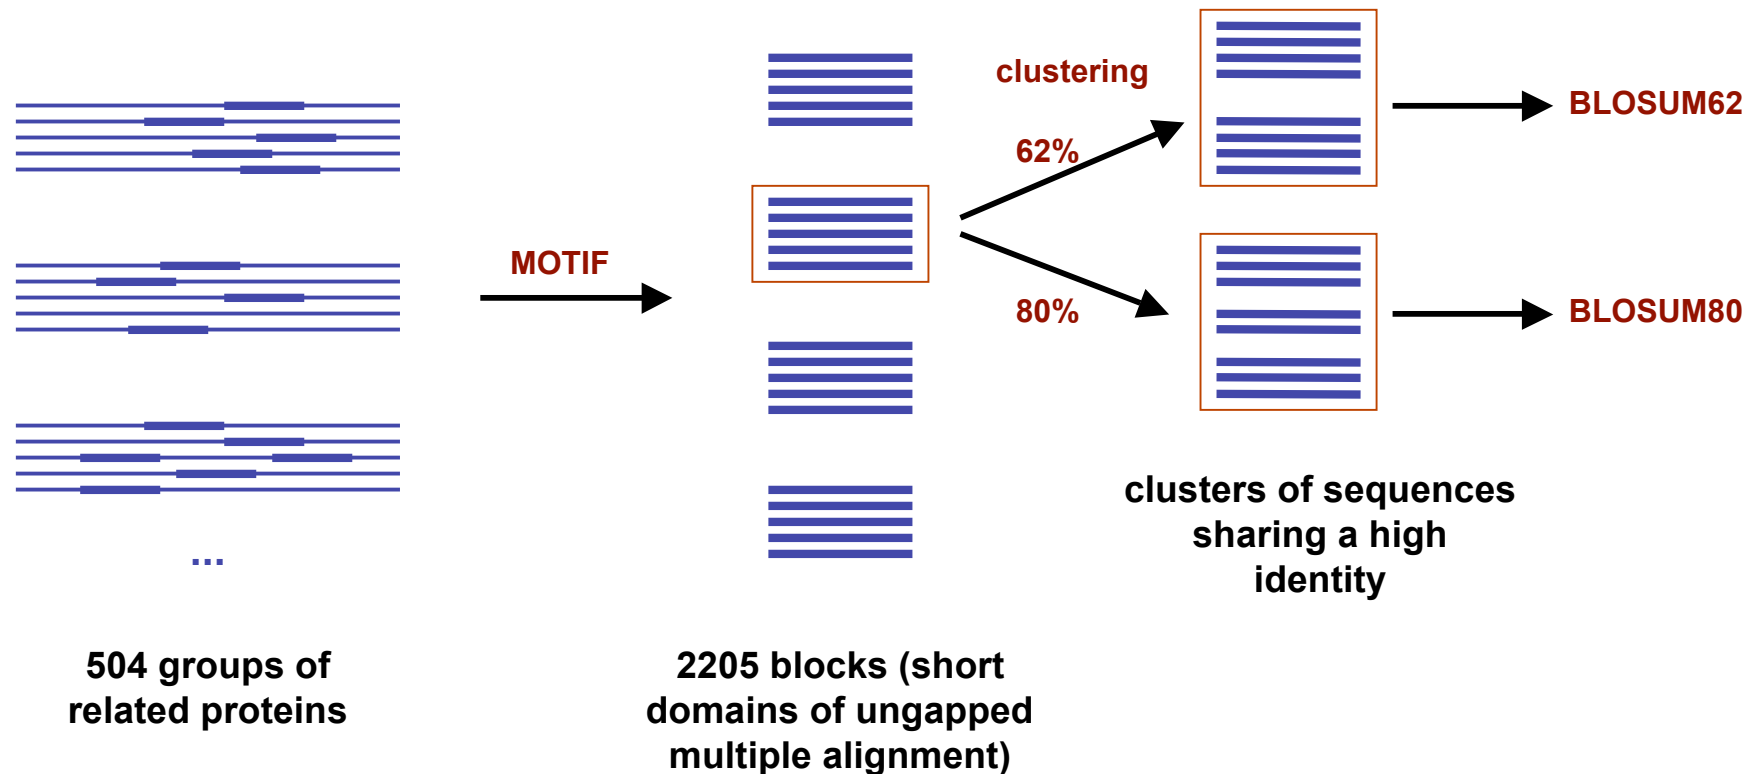 clustering
62%
BLOSUM62
MOTIF
80%
BLOSUM80
...
clusters of sequences
sharing a high
identity
504 groups of
related proteins
2205 blocks (short
domains of ungapped
multiple alignment)